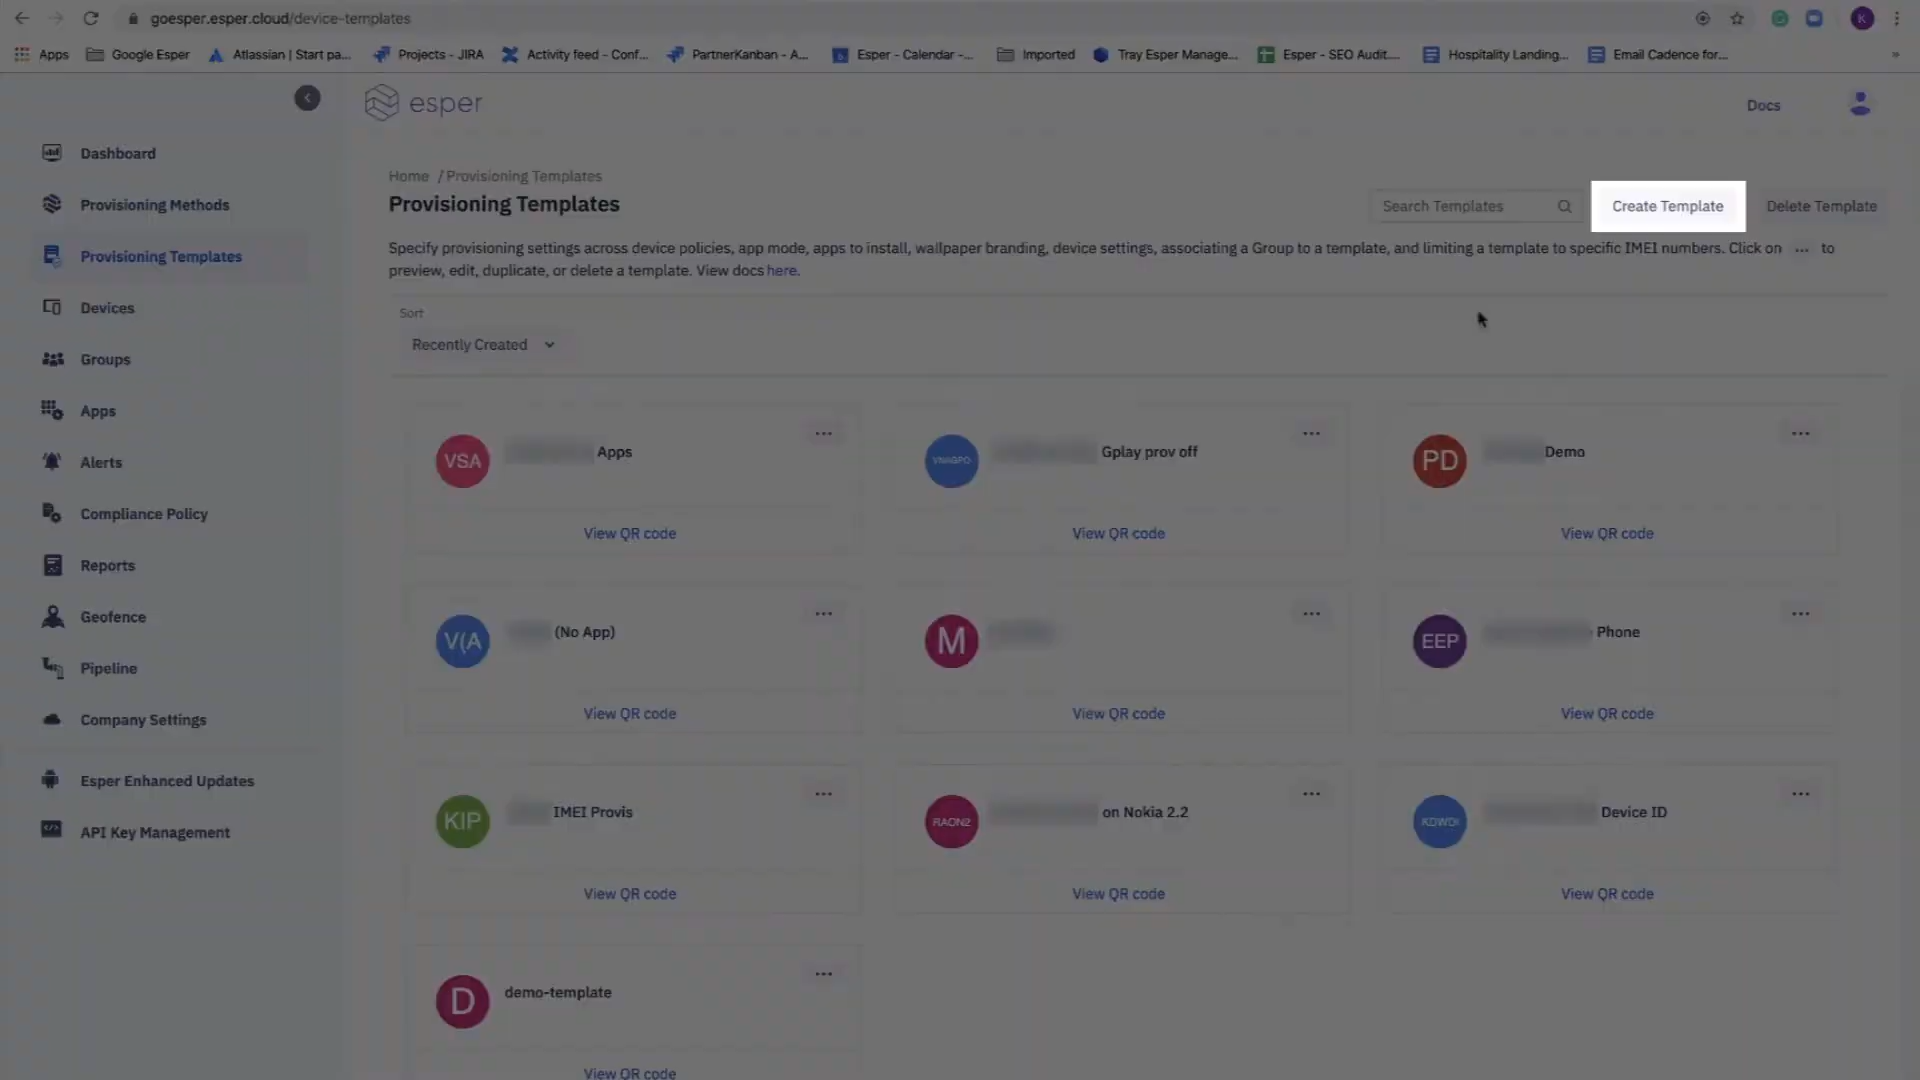 goesper.esper.cloud/device-templates
K
Apps
Google Esper
Atlassian | Start pa...
Projects - JIRA
Activity feed - Conf...
PartnerKanban - A...
Esper - Calendar -...
Imported
Tray Esper Manage...
Esper - SEO Audit....
Hospitality Landing...
Email Cadence for...
»
esper
Docs
Dashboard
Provisioning Methods
Provisioning Templates
Devices
Groups
Apps
Alerts
Compliance Policy
Reports
Geofence
Pipeline
Company Settings
Esper Enhanced Updates
API Key Management
Home / Provisioning Templates
Provisioning Templates
Search Templates
Create Template
Delete Template
Specify provisioning settings across device policies, app mode, apps to install, wallpaper branding, device settings, associating a Group to a template, and limiting a template to specific IMEI numbers. Click on ... to
preview, edit, duplicate, or delete a template. View docs here.
Sort
Recently Created
VSA
Apps
View QR code
VNAGPO
Gplay prov off
View QR code
PD
Demo
View QR code
V(A
(No App)
View QR code
M
View QR code
EEP
Phone
View QR code
KIP
IMEI Provis
View QR code
RAON2
on Nokia 2.2
View QR code
KDWDI
Device ID
View QR code
D
demo-template
View QR code